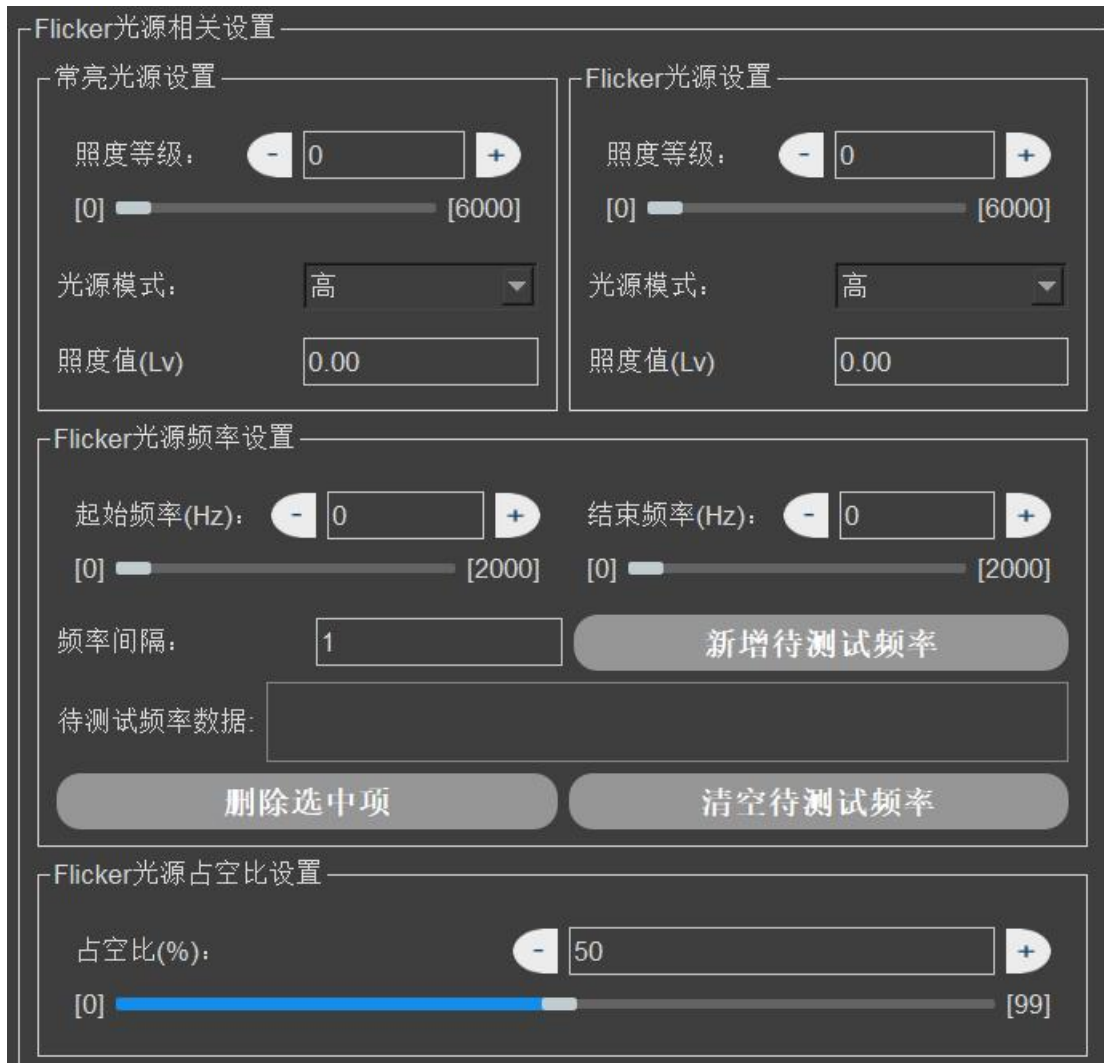 Flicker光源相关设置
常亮光源设置
照度等级： - 0 +
[0] [6000]
光源模式： 高
照度值(Lv) 0.00
Flicker光源设置
照度等级： - 0 +
[0] [6000]
光源模式： 高
照度值(Lv) 0.00
Flicker光源频率设置
起始频率(Hz)： - 0 + 结束频率(Hz)： - 0 +
[0] [2000] [0] [2000]
频率间隔： 1 新增待测试频率
待测试频率数据:
删除选中项 清空待测试频率
Flicker光源占空比设置
占空比(%)： - 50 +
[0] [99]